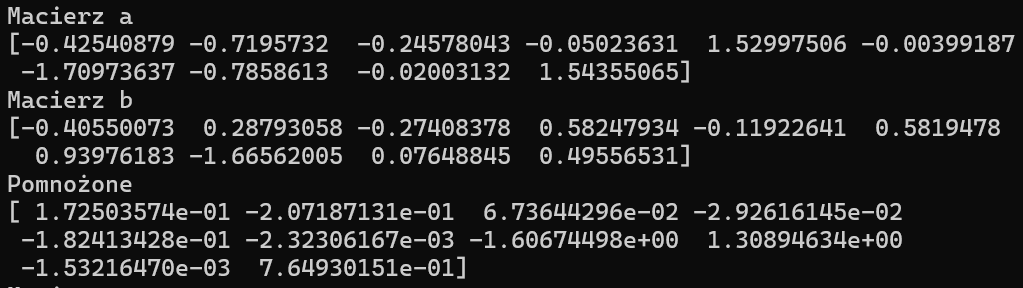 Macierz a
[-0.42540879 -0.7195732  -0.24578043 -0.05023631  1.52997506 -0.00399187
 -1.70973637 -0.7858613  -0.02003132  1.54355065]
Macierz b
[-0.40550073  0.28793058 -0.27408378  0.58247934 -0.11922641  0.5819478
  0.93976183 -1.66562005  0.07648845  0.49556531]
Pomnożone
[ 1.72503574e-01 -2.07187131e-01  6.73644296e-02 -2.92616145e-02
 -1.82413428e-01 -2.32306167e-03 -1.60674498e+00  1.30894634e+00
 -1.53216470e-03  7.64930151e-01]